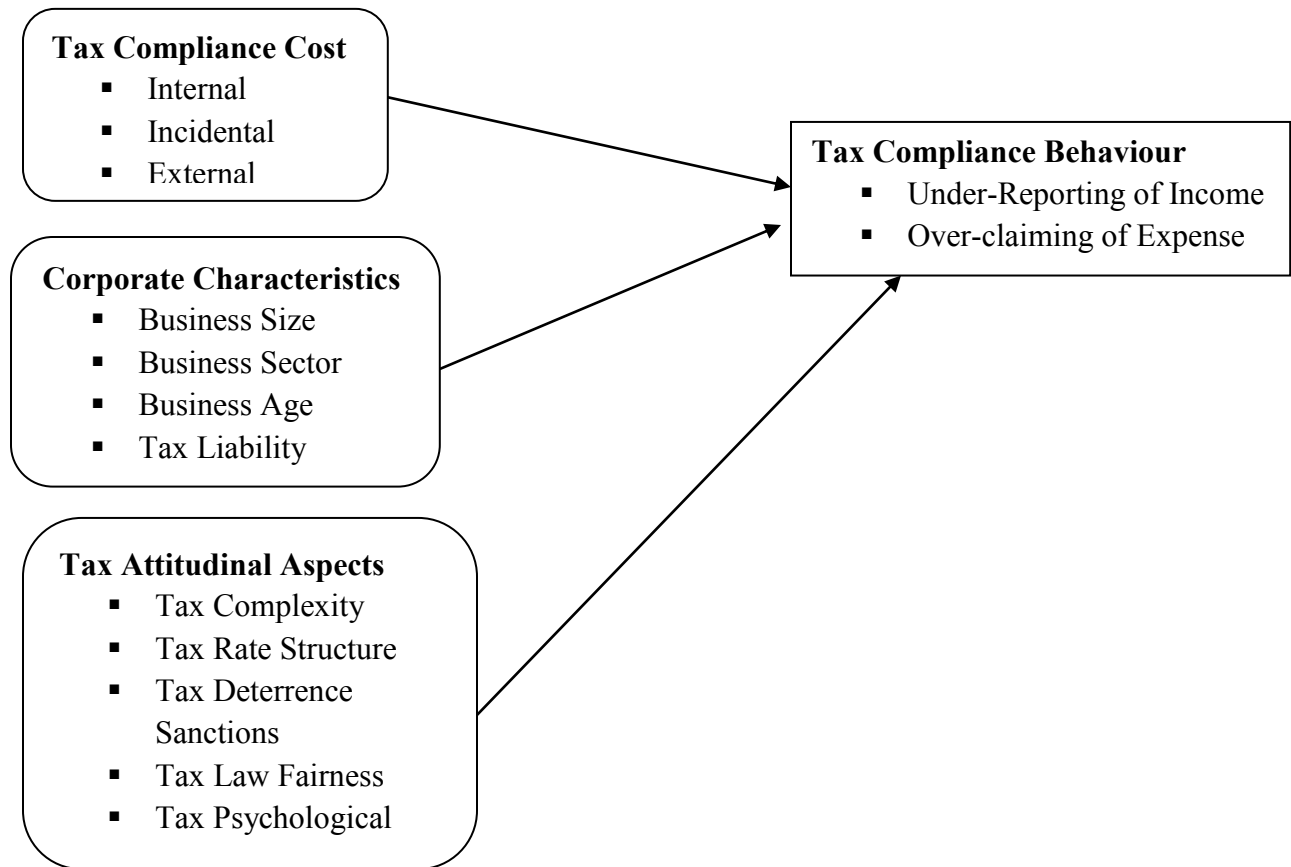 Tax Compliance Cost
▪ Internal
▪ Incidental
▪ External
Tax Compliance Behaviour
▪ Under-Reporting of Income
▪ Over-claiming of Expense
Corporate Characteristics
▪ Business Size
▪ Business Sector
▪ Business Age
▪ Tax Liability
Tax Attitudinal Aspects
▪ Tax Complexity
▪ Tax Rate Structure
▪ Tax Deterrence
Sanctions
▪ Tax Law Fairness
▪ Tax Psychological